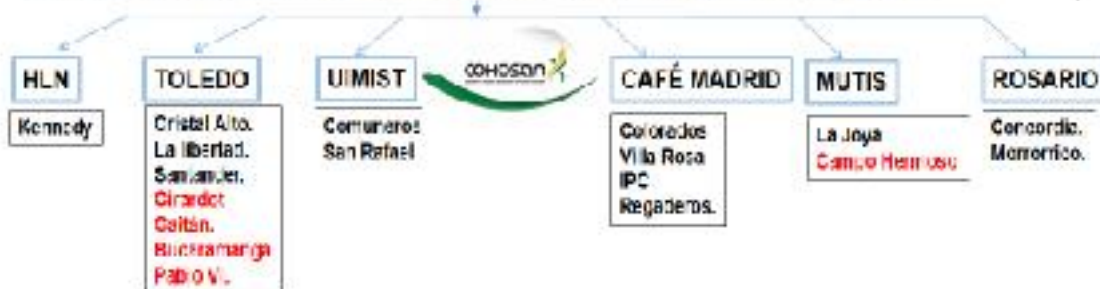 HLN
Kennedy
TOLEDO
Cristal Alto.
La libertad.
Santander.
Girardot
Gaitán.
Bucaramanga
Pablo VI.
UIMIST
Comuneros
San Rafael
COHOSAN
CAFÉ MADRID
Colorados
Villa Rosa
IPC
Regaderos.
MUTIS
La Joya
Campo Hermoso
ROSARIO
Concordia.
Morrorrico.